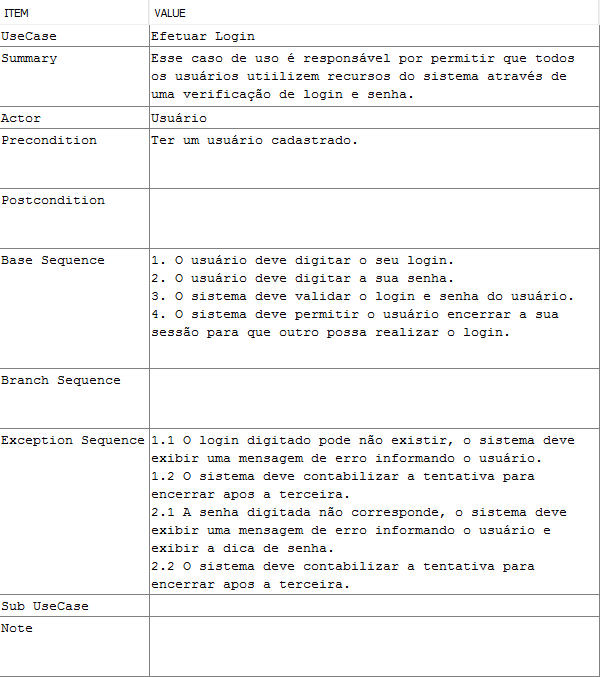 ITEM VALUE
UseCase Efetuar Login
Summary Esse caso de uso é responsável por permitir que todos
os usuários utiilizem recursos do sistema através de
uma verificação de login e senha.
Actor Usuário
Precondition Ter um usuário cadastrado.
Postcondition
Base Sequence 1. O usuário deve digitar o seu login.
2. O usuário deve digitar a sua senha.
3. O sistema deve validar o login e senha do usuário.
4. O sistema deve permitir o usuário encerrar a sua
sessão para que outro possa realizar o login.
Branch Sequence
Exception Sequence 1.1 O login digitado pode não existir, o sistema deve
exibir uma mensagem de erro informando o usuário.
1.2 O sistema deve contabilizar a tentativa para
encerrar apos a terceira.
2.1 A senha digitada não corresponde, o sistema deve
exibir uma mensagem de erro informando o usuário e
exibir a dica de senha.
2.2 O sistema deve contabilizar a tentativa para
encerrar apos a terceira.
Sub UseCase
Note